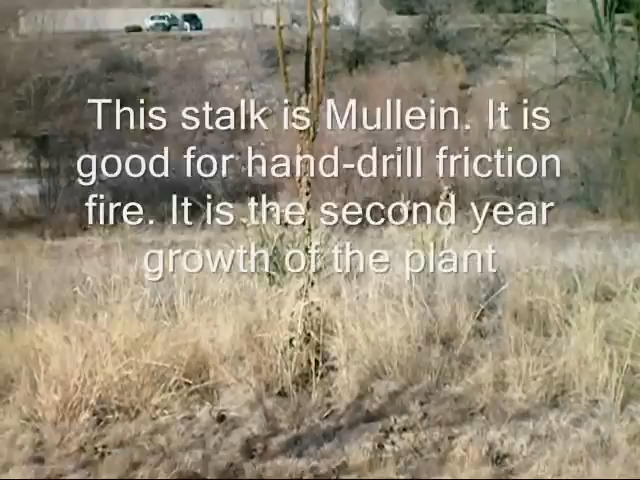 This stalk is Mullein. It is
good for hand-drill friction
fire. It is the second year
growth of the plant